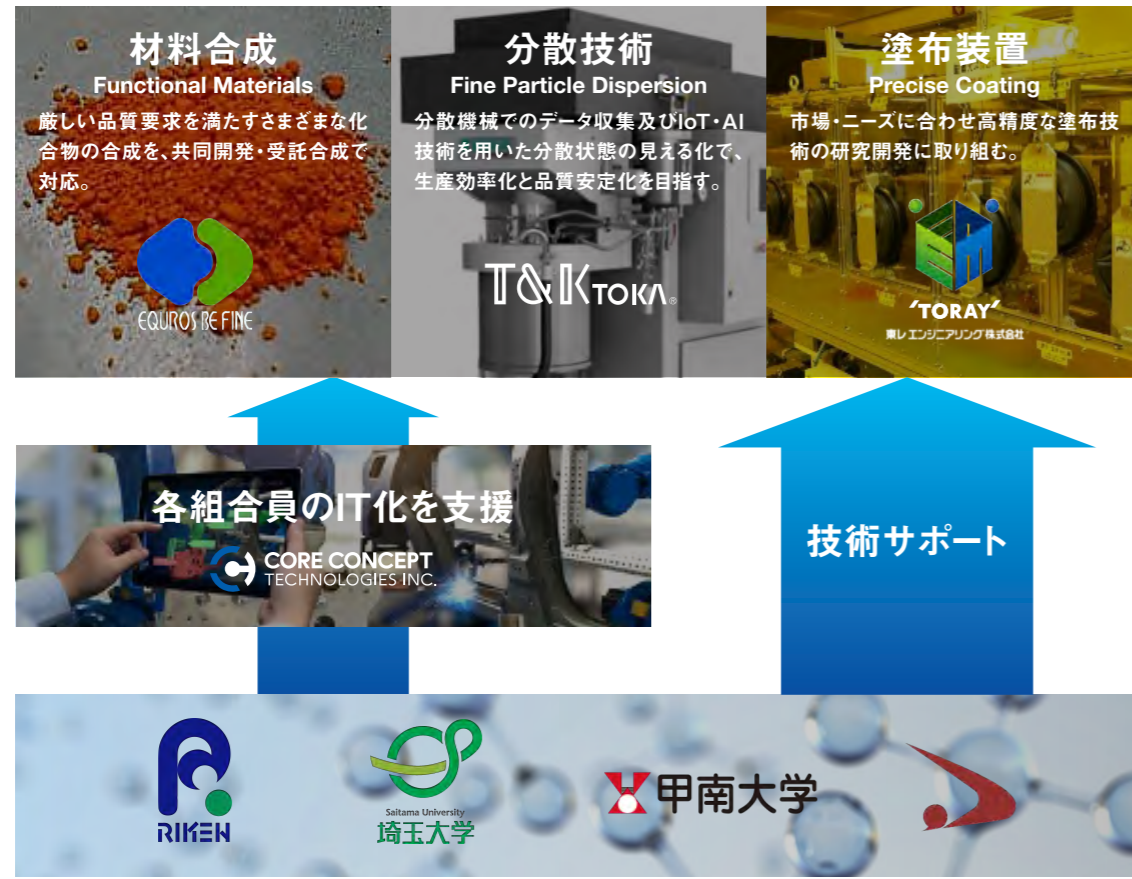 材料合成
Functional Materials
厳しい品質要求を満たすさまざまな化
合物の合成を、共同開発・受託合成で
対応。
EQUROS BE FINE
分散技術
Fine Particle Dispersion
分散機械でのデータ収集及びIoT・AI
技術を用いた分散状態の見える化で、
生産効率化と品質安定化を目指す。
T&K TOKA®
塗布装置
Precise Coating
市場・ニーズに合わせ高精度な塗布技
術の研究開発に取り組む。
EM
'TORAY'
東レエンジニアリング株式会社
各組合員のIT化を支援
CORE CONCEPT
TECHNOLOGIES INC.
技術サポート
RIKEN
Saitama University
埼玉大学
甲南大学